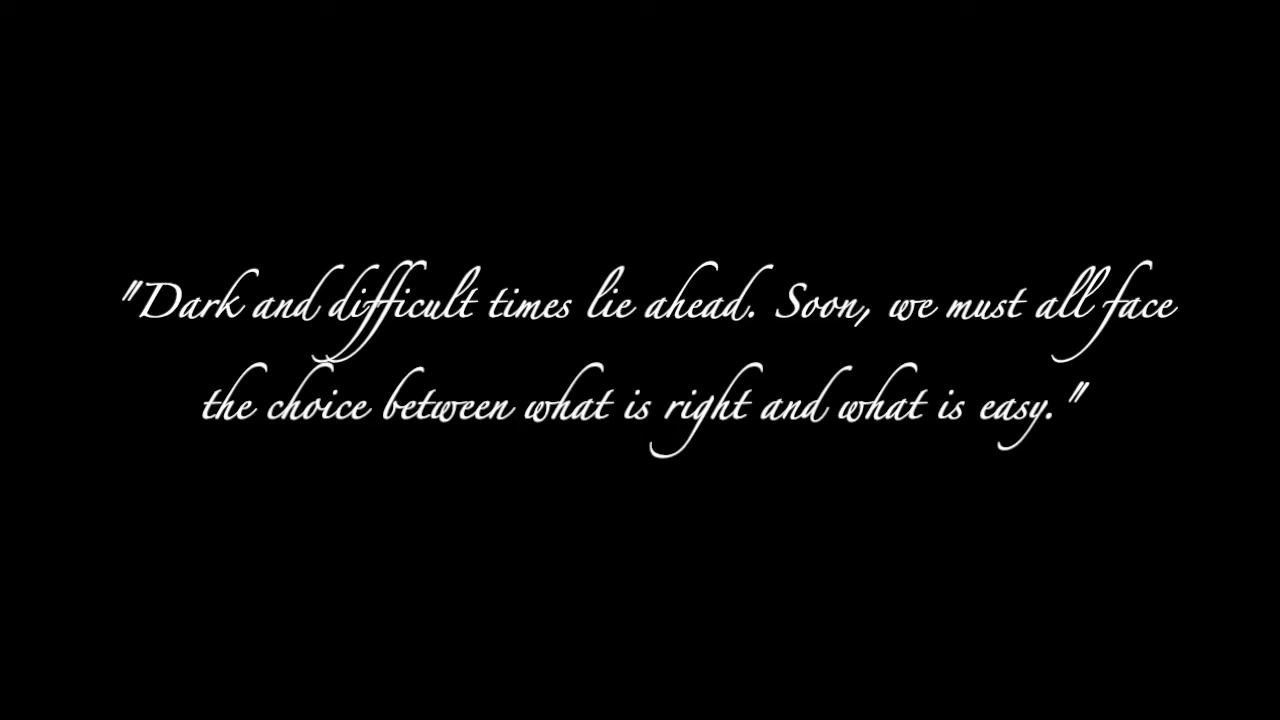 "Dark and difficult times lie ahead. Soon, we must all face
the choice between what is right and what is easy."